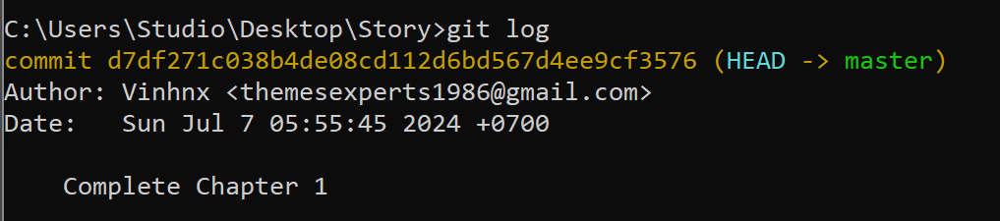 C:\Users\Studio\Desktop\Story>git log
commit d7df271c038b4de08cd112d6bd567d4ee9cf3576 (HEAD -> master)
Author: Vinhnx <themesexperts1986@gmail.com>
Date:   Sun Jul 7 05:55:45 2024 +0700
Complete Chapter 1